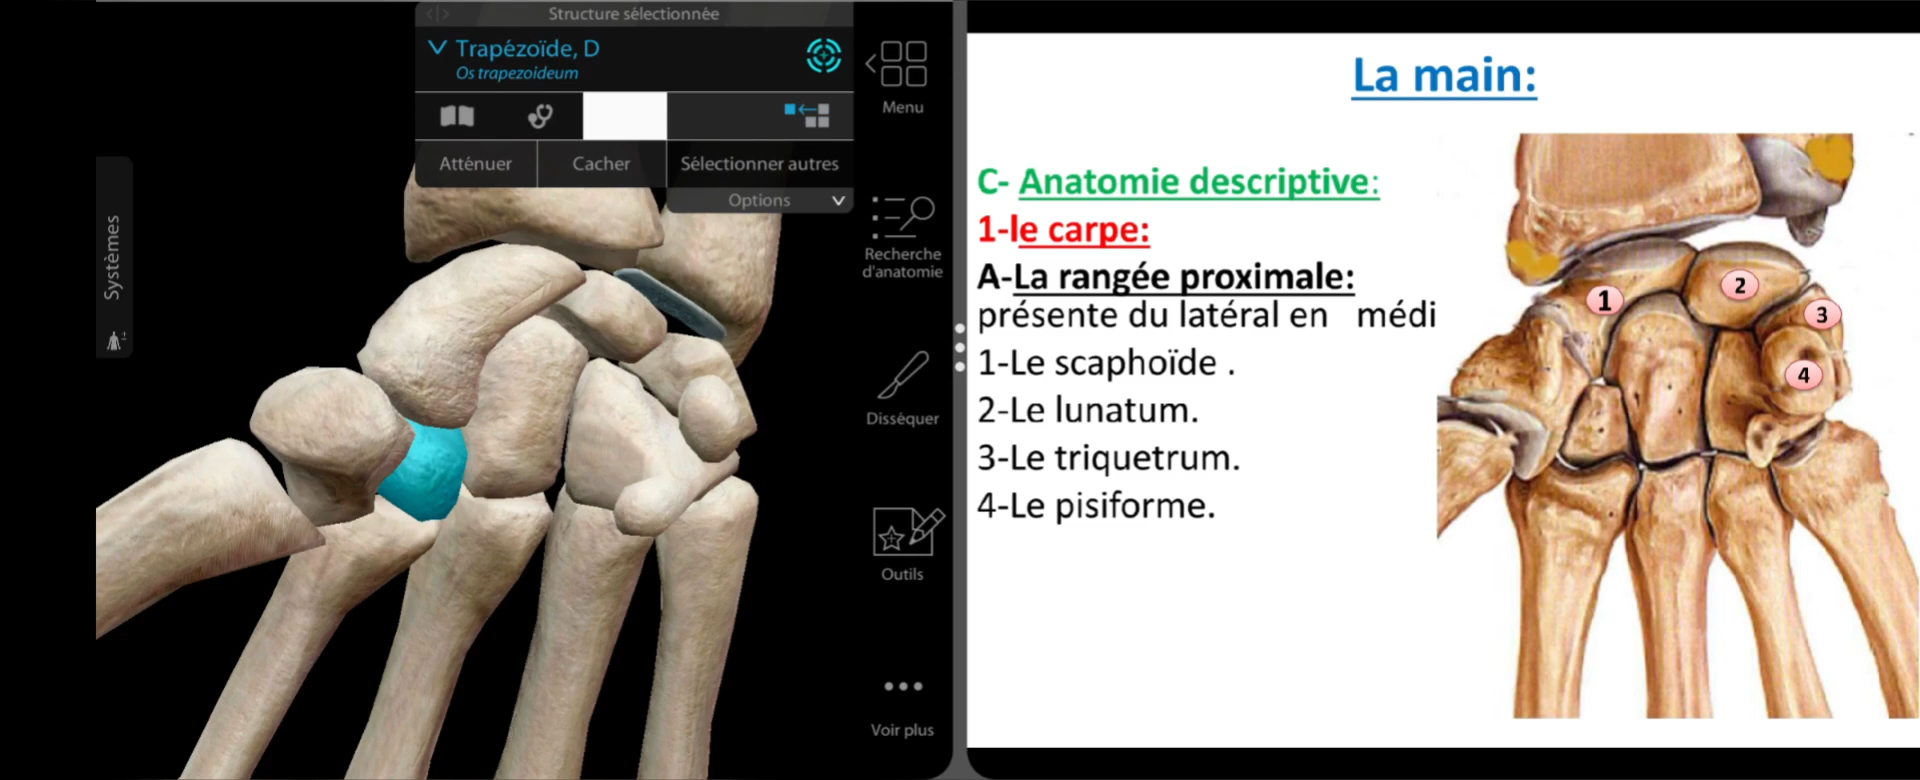 Structure sélectionnée
Trapézoïde, D
Os trapezoideum
Atténuer
Cacher
Sélectionner autres
Options
Systèmes
Menu
Recherche
d'anatomie
Disséquer
Outils
Voir plus
La main:
C- Anatomie descriptive:
1-le carpe:
A-La rangée proximale:
présente du latéral en médi
1-Le scaphoïde .
2-Le lunatum.
3-Le triquetrum.
4-Le pisiforme.
1
2
3
4